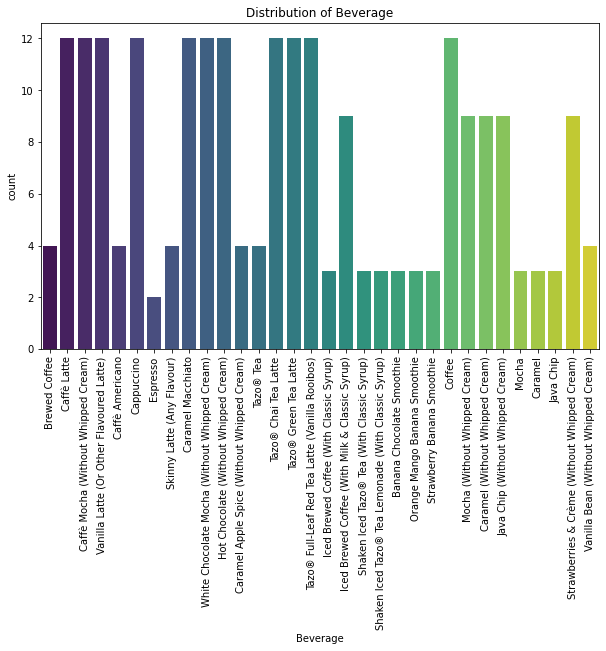 Distribution of Beverage
count
12
10
8
6
4
2
0
Brewed Coffee
Caffè Latte
Caffè Mocha (Without Whipped Cream)
Vanilla Latte (Or Other Flavoured Latte)
Caffè Americano
Cappuccino
Espresso
Skinny Latte (Any Flavour)
Caramel Macchiato
White Chocolate Mocha (Without Whipped Cream)
Hot Chocolate (Without Whipped Cream)
Caramel Apple Spice (Without Whipped Cream)
Tazo® Tea
Tazo® Chai Tea Latte
Tazo® Green Tea Latte
Tazo® Full-Leaf Red Tea Latte (Vanilla Rooibos)
Iced Brewed Coffee (With Classic Syrup)
Iced Brewed Coffee (With Milk & Classic Syrup)
Shaken Iced Tazo® Tea (With Classic Syrup)
Shaken Iced Tazo® Tea Lemonade (With Classic Syrup)
Banana Chocolate Smoothie
Orange Mango Banana Smoothie
Strawberry Banana Smoothie
Coffee
Mocha (Without Whipped Cream)
Caramel (Without Whipped Cream)
Java Chip (Without Whipped Cream)
Mocha
Caramel
Java Chip
Strawberries & Crème (Without Whipped Cream)
Vanilla Bean (Without Whipped Cream)
Beverage